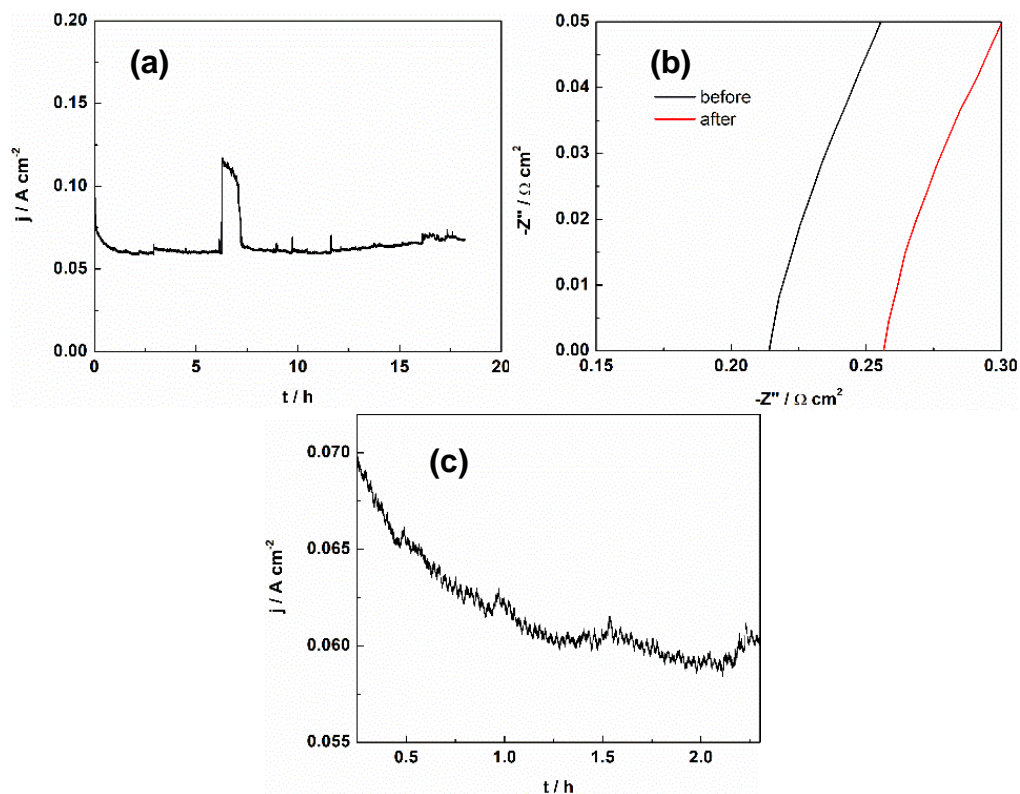 (a)
0.20
0.15
0.10
0.05
0.00
j / A cm-2
0 5 10 15 20
t / h
(b)
before
after
0.05
0.04
0.03
0.02
0.01
0.00
-Z'' / Ω cm2
0.15 0.20 0.25 0.30
-Z'' / Ω cm2
(c)
0.070
0.065
0.060
0.055
j / A cm-2
0.5 1.0 1.5 2.0
t / h